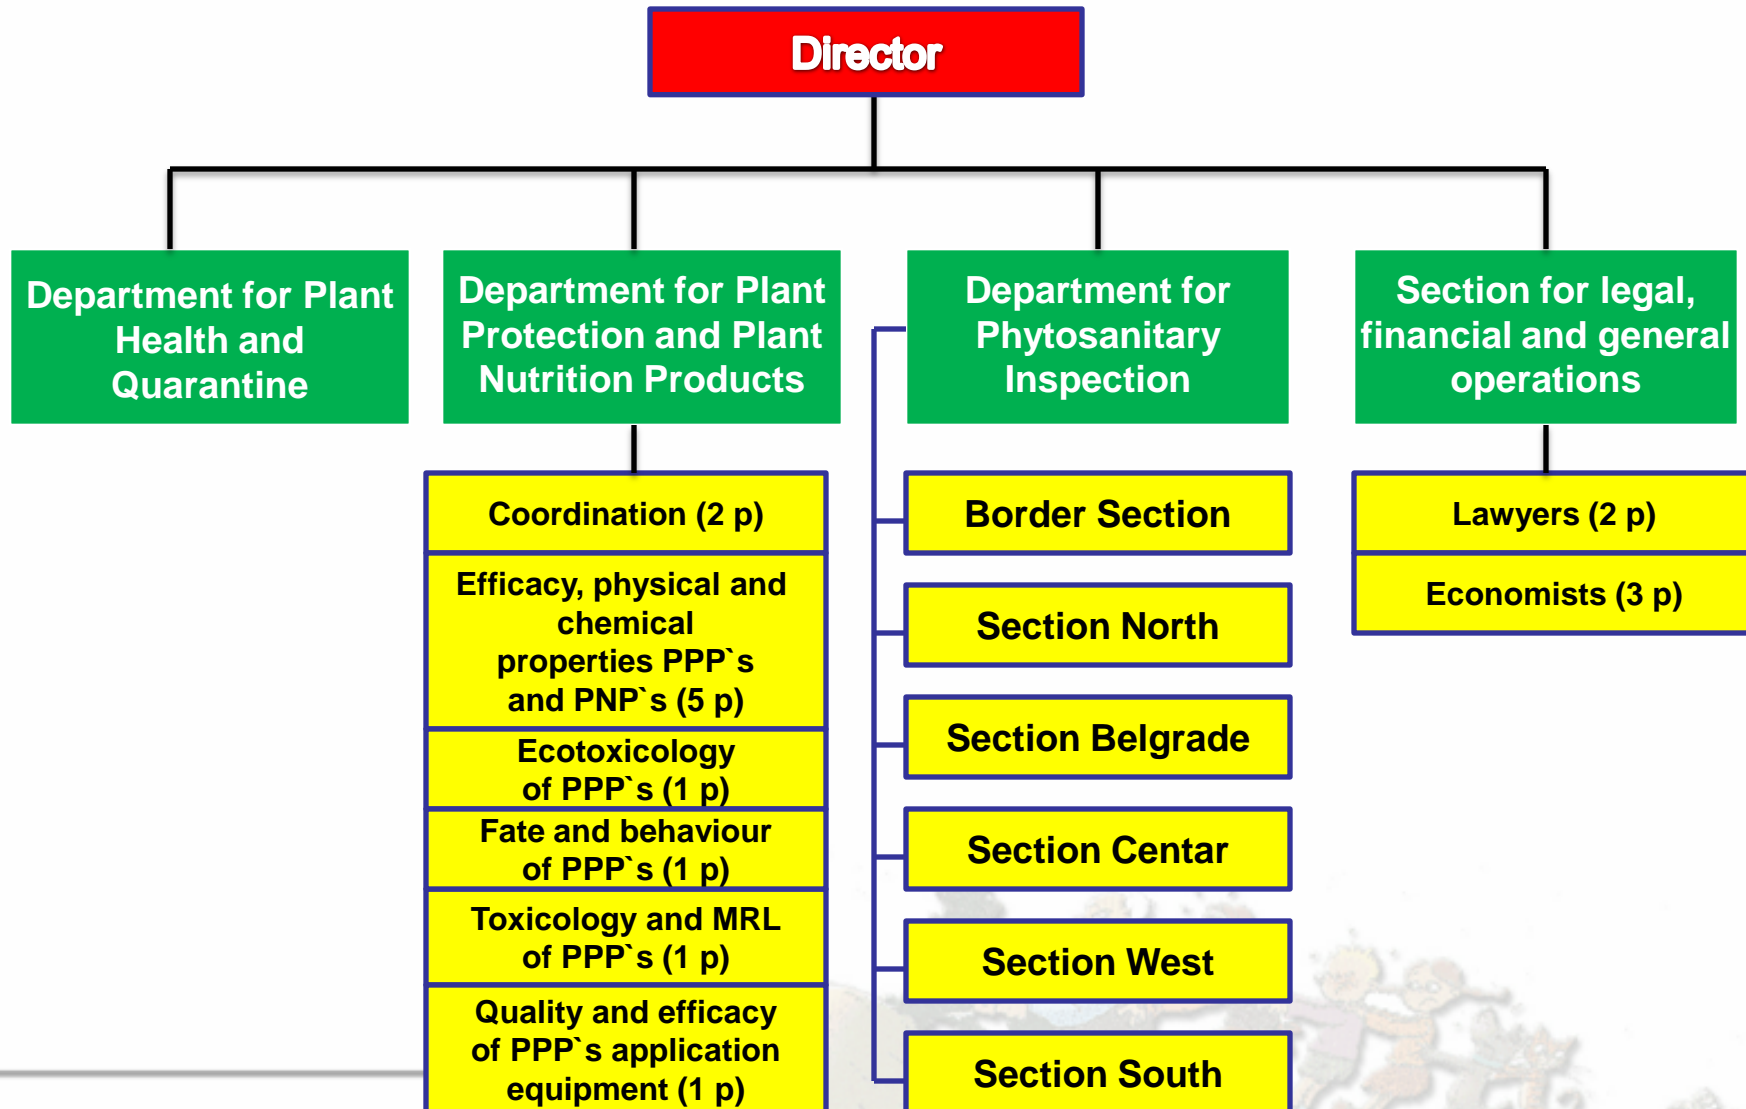 Director
Department for Plant
Health and
Quarantine
Department for Plant
Protection and Plant
Nutrition Products
Department for
Phytosanitary
Inspection
Section for legal,
financial and general
operations
Coordination (2 p)
Efficacy, physical and
chemical
properties PPP`s
and PNP`s (5 p)
Ecotoxicology
of PPP`s (1 p)
Fate and behaviour
of PPP`s (1 p)
Toxicology and MRL
of PPP`s (1 p)
Quality and efficacy
of PPP`s application
equipment (1 p)
Border Section
Section North
Section Belgrade
Section Centar
Section West
Section South
Lawyers (2 p)
Economists (3 p)